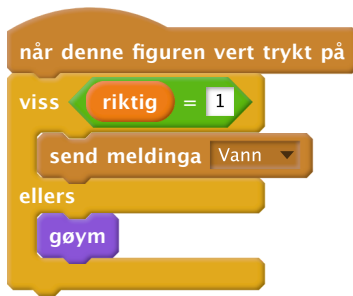 når denne figuren vert trykt på
viss riktig = 1
send meldinga Vann
ellers
gøym